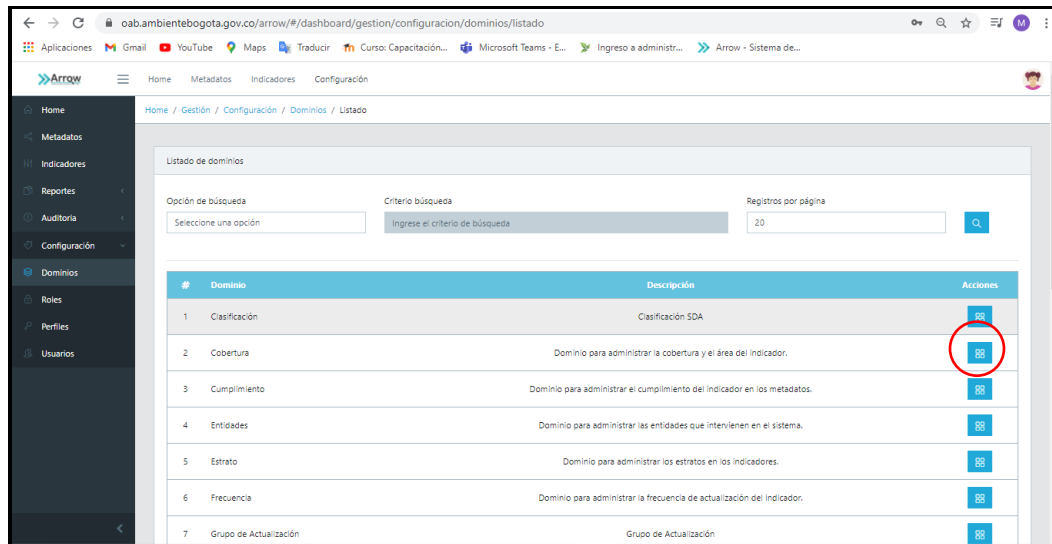 oab.ambientebogota.gov.co/arrow/#/dashboard/gestion/configuracion/dominios/listado
M
Aplicaciones Gmail YouTube Maps Traducir Curso: Capacitación... Microsoft Teams - E... Ingreso a administr... Arrow - Sistema de...
Arrow Home Metadatos Indicadores Configuración
Home / Gestión / Configuración / Dominios / Listado
Home
Metadatos
Indicadores
Reportes
Auditoria
Configuración
Dominios
Roles
Perfiles
Usuarios
Listado de dominios
Opción de búsqueda Criterio búsqueda Registros por página
Seleccione una opción Ingrese el criterio de búsqueda 20
# Dominio Descripción Acciones
1 Clasificación Clasificación SDA
2 Cobertura Dominio para administrar la cobertura y el área del indicador.
3 Cumplimiento Dominio para administrar el cumplimiento del indicador en los metadatos.
4 Entidades Dominio para administrar las entidades que intervienen en el sistema.
5 Estrato Dominio para administrar los estratos en los indicadores.
6 Frecuencia Dominio para administrar la frecuencia de actualización del indicador.
7 Grupo de Actualización Grupo de Actualización